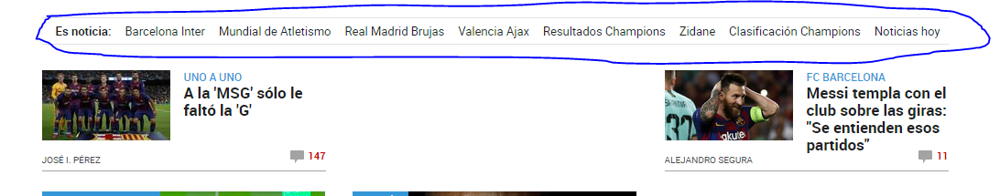 Es noticia: Barcelona Inter Mundial de Atletismo Real Madrid Brujas Valencia Ajax Resultados Champions Zidane Clasificación Champions Noticias hoy
UNO A UNO
A la 'MSG' sólo le
faltó la 'G'
147
JOSÉ I. PÉREZ
FC BARCELONA
Messi templa con el
club sobre las giras:
"Se entienden esos
partidos"
11
ALEJANDRO SEGURA